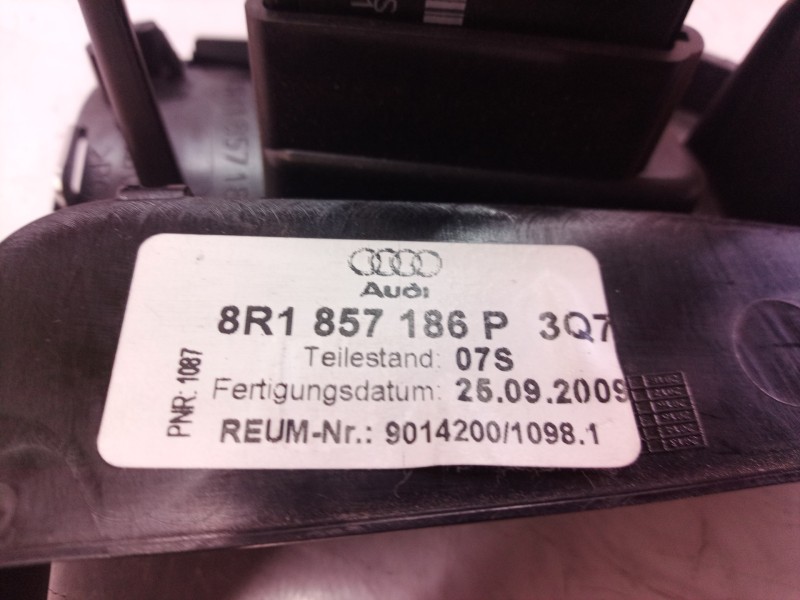 Audi
8R1 857 186 P 3Q7
Teilestand: 07S
Fertigungsdatum: 25.09.2009
REUM-Nr.: 9014200/1098.1
PNR: 1087